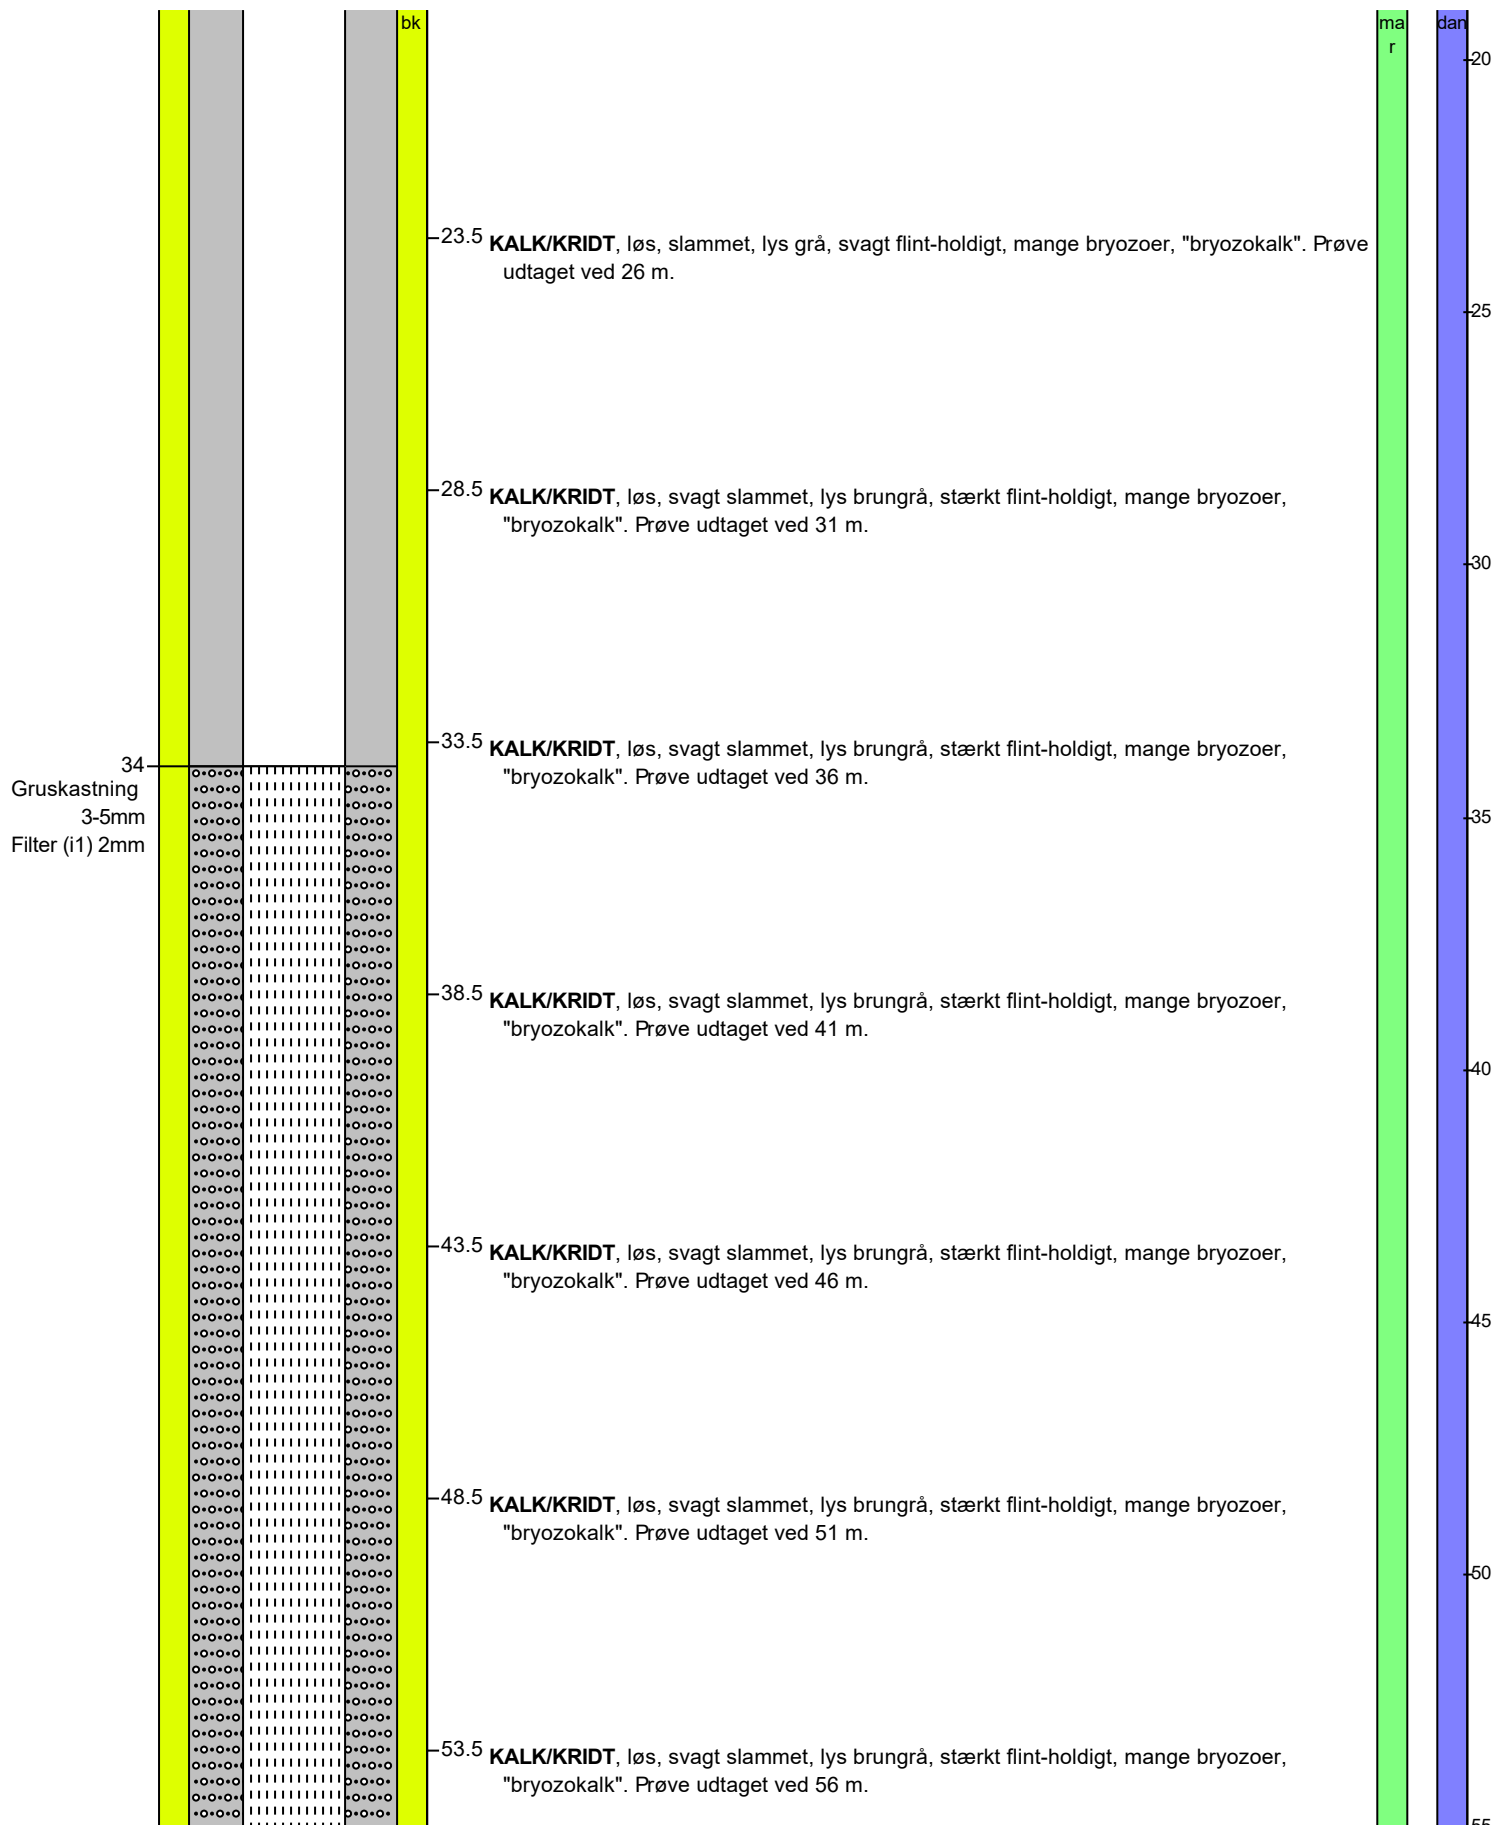 bk
ma
r
dan
20
23.5 KALK/KRIDT, løs, slammet, lys grå, svagt flint-holdigt, mange bryozoer, "bryozokalk". Prøve
udtaget ved 26 m.
25
28.5 KALK/KRIDT, løs, svagt slammet, lys brungrå, stærkt flint-holdigt, mange bryozoer,
"bryozokalk". Prøve udtaget ved 31 m.
30
33.5 KALK/KRIDT, løs, svagt slammet, lys brungrå, stærkt flint-holdigt, mange bryozoer,
"bryozokalk". Prøve udtaget ved 36 m.
34
Gruskastning
3-5mm
Filter (i1) 2mm
35
38.5 KALK/KRIDT, løs, svagt slammet, lys brungrå, stærkt flint-holdigt, mange bryozoer,
"bryozokalk". Prøve udtaget ved 41 m.
40
43.5 KALK/KRIDT, løs, svagt slammet, lys brungrå, stærkt flint-holdigt, mange bryozoer,
"bryozokalk". Prøve udtaget ved 46 m.
45
48.5 KALK/KRIDT, løs, svagt slammet, lys brungrå, stærkt flint-holdigt, mange bryozoer,
"bryozokalk". Prøve udtaget ved 51 m.
50
53.5 KALK/KRIDT, løs, svagt slammet, lys brungrå, stærkt flint-holdigt, mange bryozoer,
"bryozokalk". Prøve udtaget ved 56 m.
55